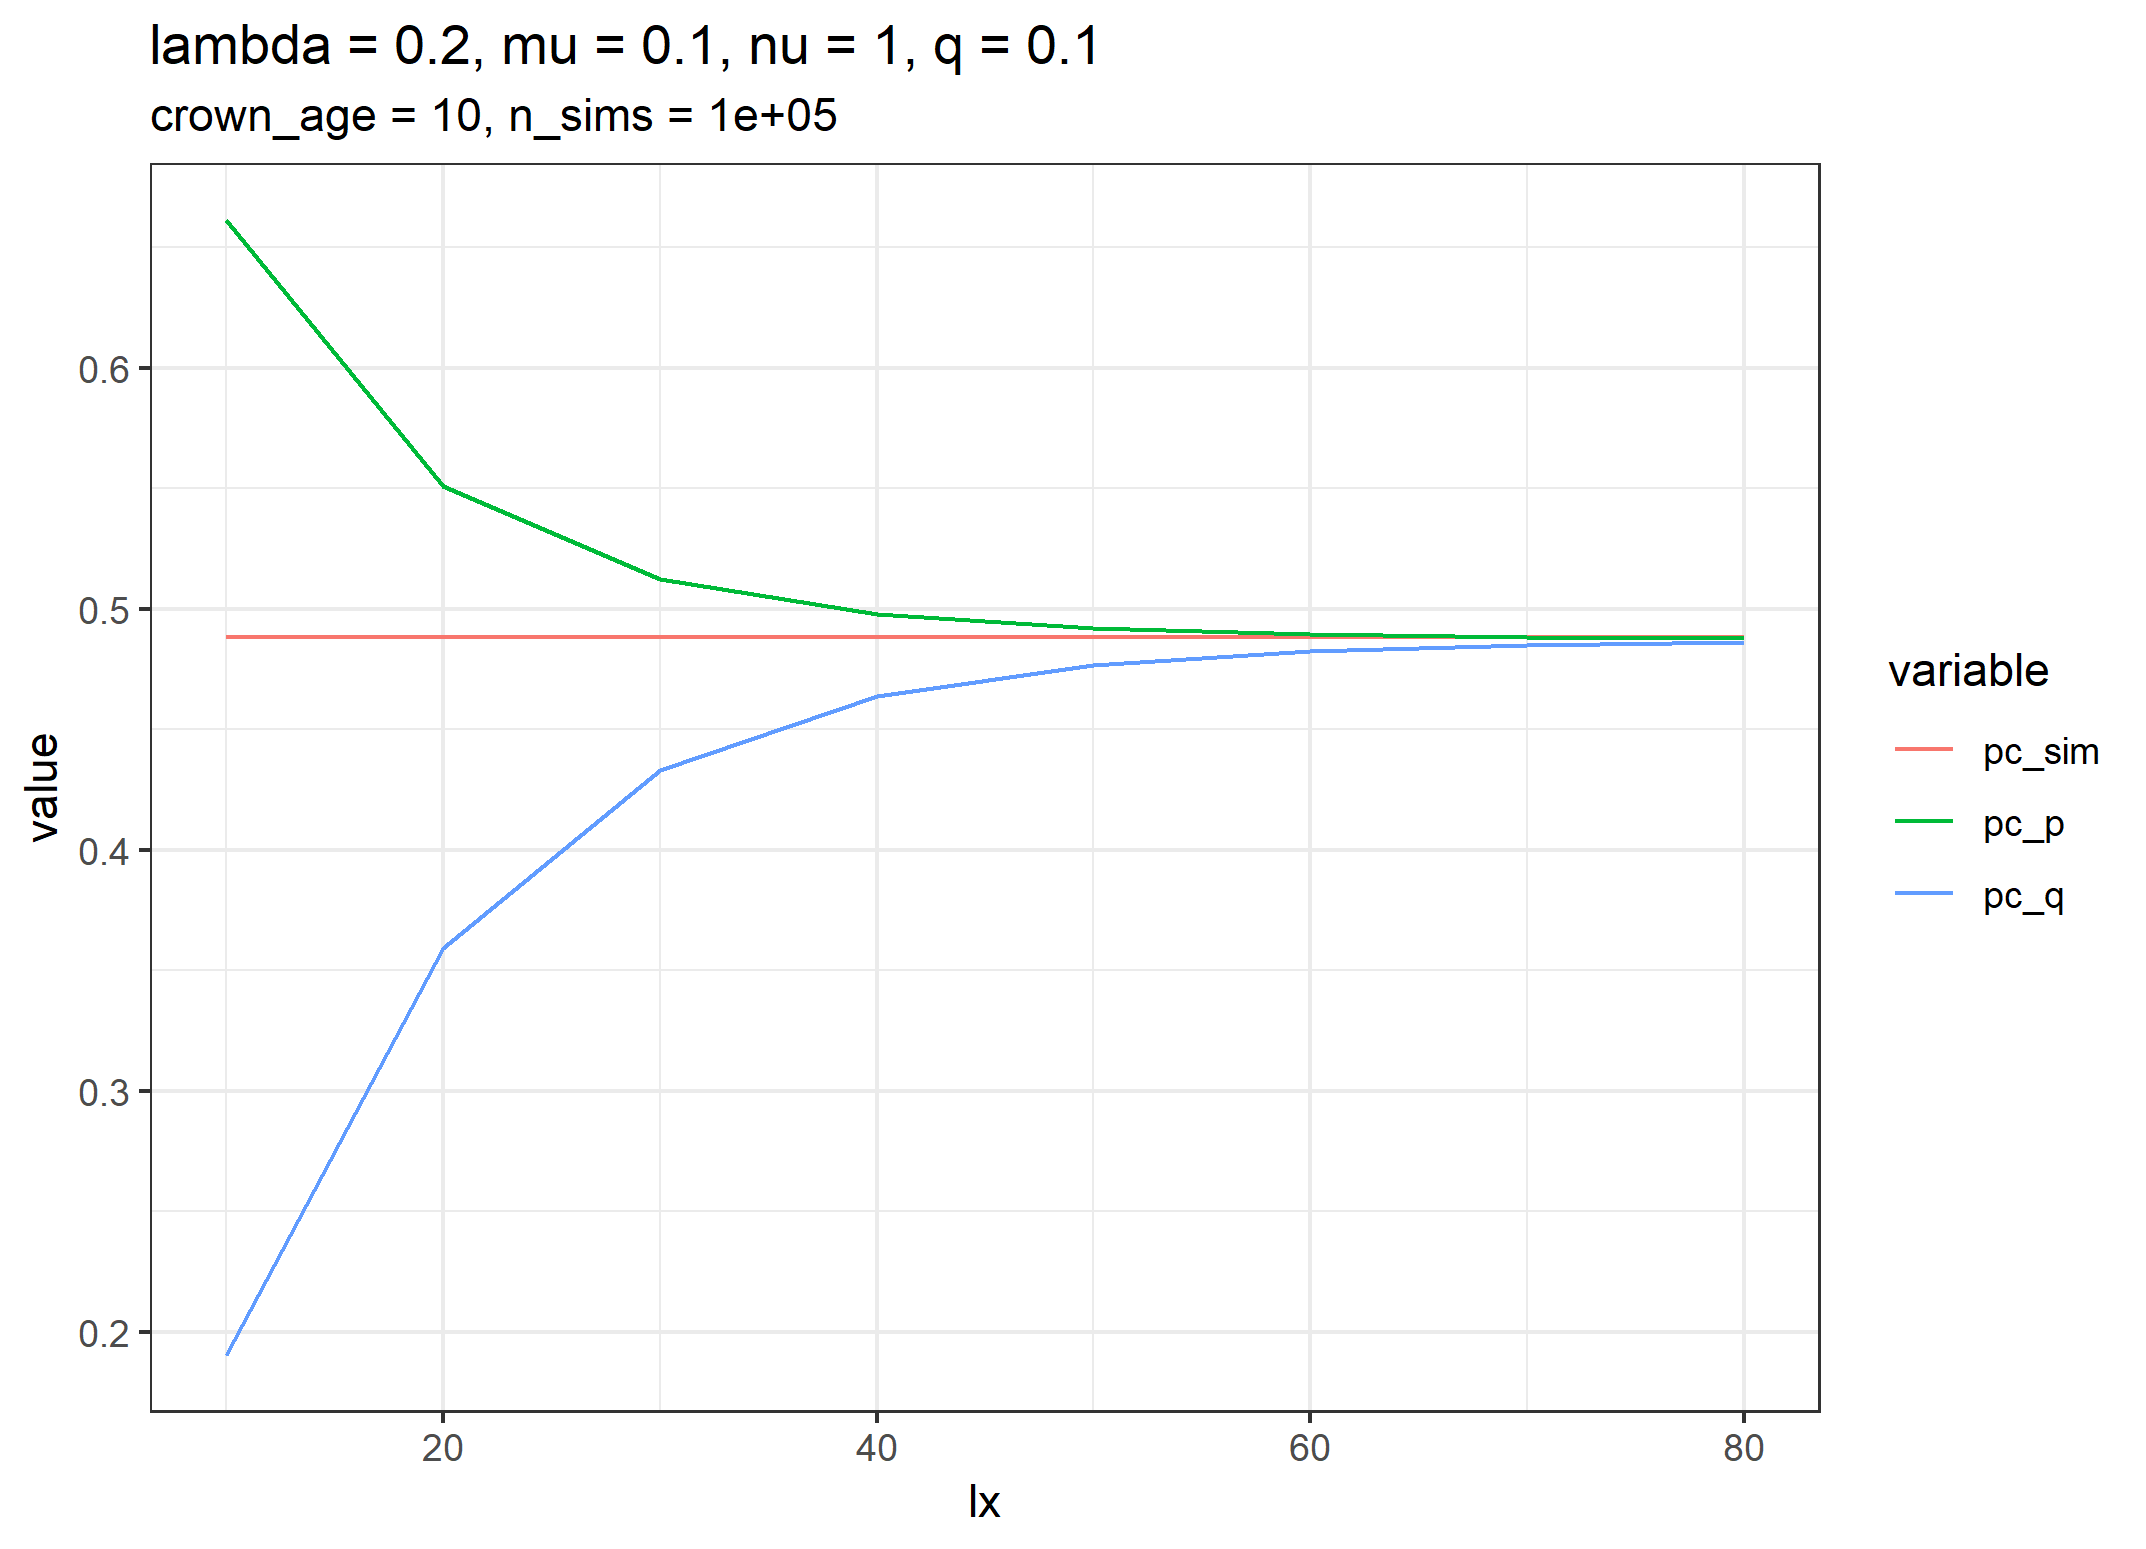 lambda = 0.2, mu = 0.1, nu = 1, q = 0.1
crown_age = 10, n_sims = 1e+05
0.6
0.5
0.4
0.3
0.2
value
20 40 60 80
lx
variable
pc_sim
pc_p
pc_q